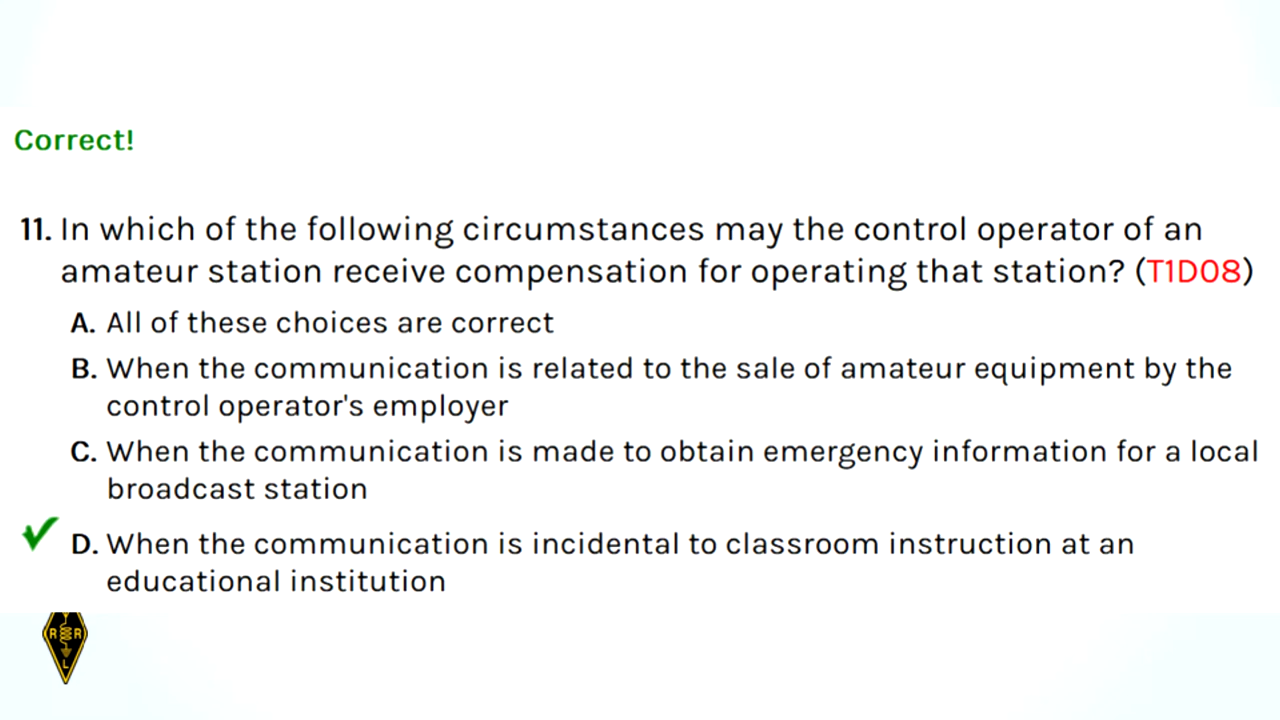 Correct!
11. In which of the following circumstances may the control operator of an
amateur station receive compensation for operating that station? (T1D08)
A. All of these choices are correct
B. When the communication is related to the sale of amateur equipment by the
control operator's employer
C. When the communication is made to obtain emergency information for a local
broadcast station
D. When the communication is incidental to classroom instruction at an
educational institution
R R
L